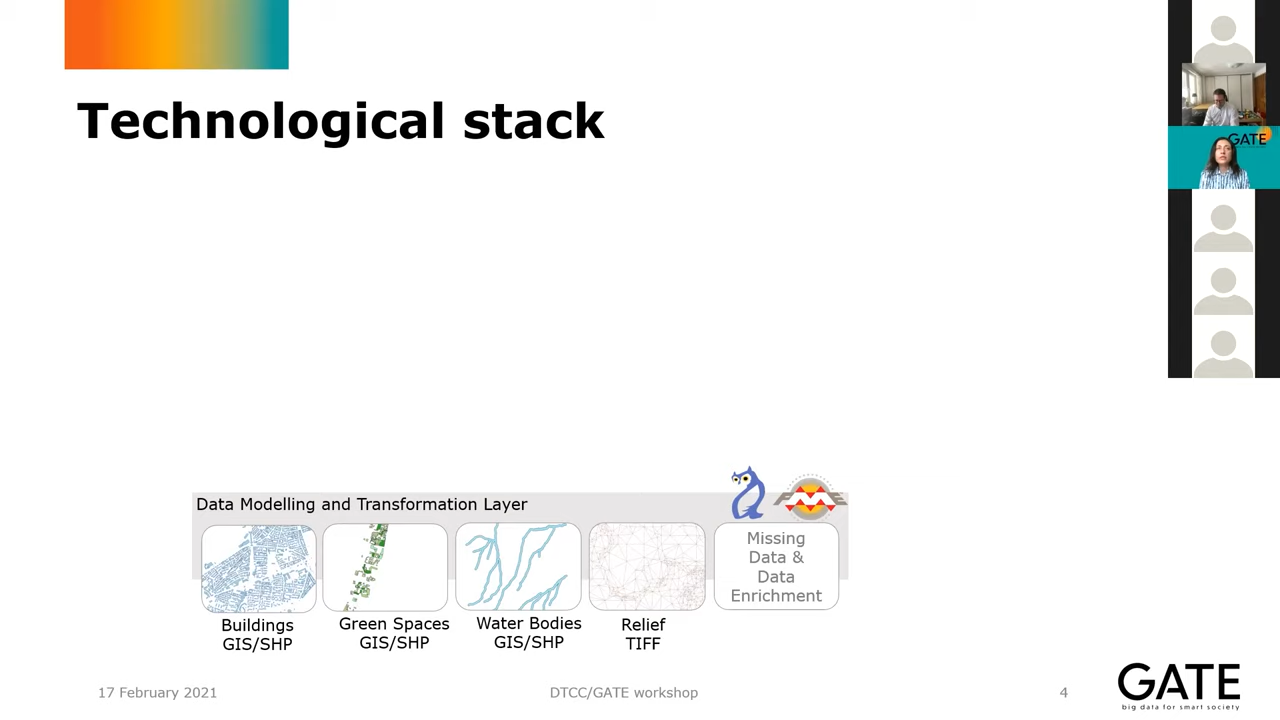 GATE
Technological stack
Data Modelling and Transformation Layer
FME
Missing
Data &
Data
Enrichment
Buildings
GIS/SHP
Green Spaces
GIS/SHP
Water Bodies
GIS/SHP
Relief
TIFF
17 February 2021
DTCC/GATE workshop
4
GATE
big data for smart society